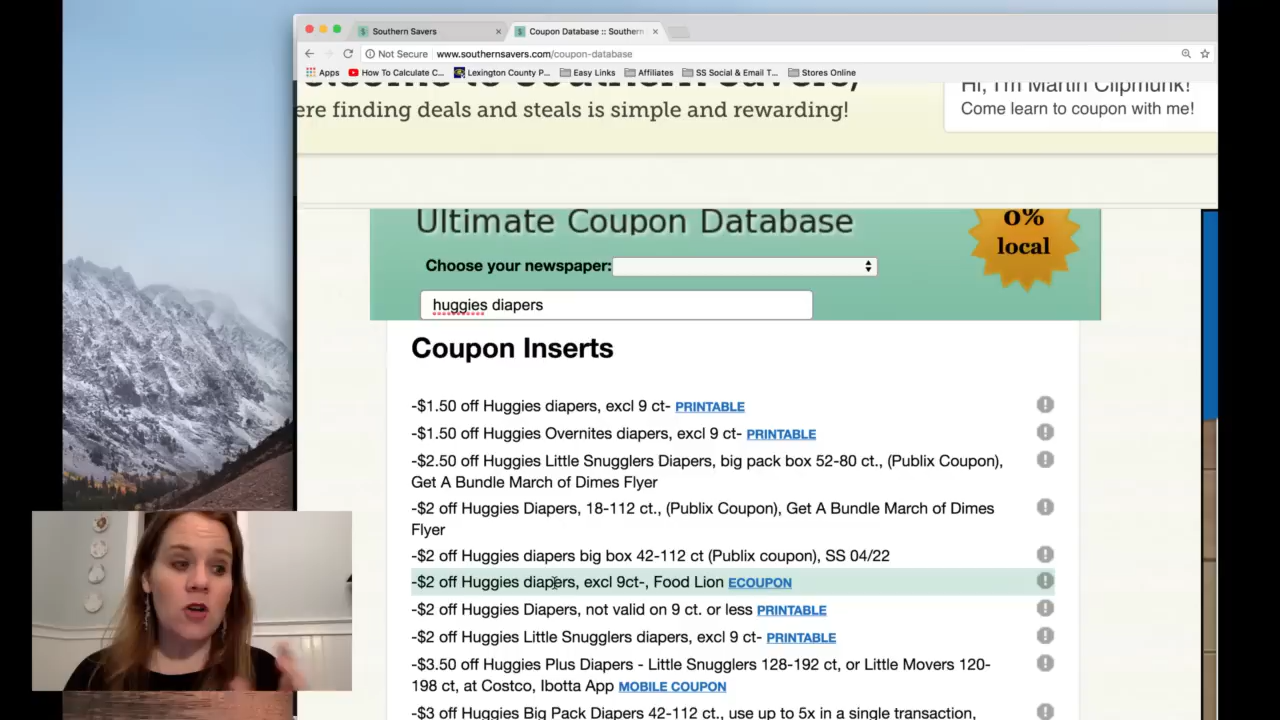 Southern Savers
Coupon Database :: Southern
Not Secure www.southernsavers.com/coupon-database
Apps How To Calculate C... Lexington County P... Easy Links Affiliates SS Social & Email T... Stores Online
ere finding deals and steals is simple and rewarding!
Hi, I'm Martin Clipmunk!
Come learn to coupon with me!
Ultimate Coupon Database
0%
local
Choose your newspaper:
huggies diapers
Coupon Inserts
-$1.50 off Huggies diapers, excl 9 ct- PRINTABLE
-$1.50 off Huggies Overnites diapers, excl 9 ct- PRINTABLE
-$2.50 off Huggies Little Snugglers Diapers, big pack box 52-80 ct., (Publix Coupon),
Get A Bundle March of Dimes Flyer
-$2 off Huggies Diapers, 18-112 ct., (Publix Coupon), Get A Bundle March of Dimes
Flyer
-$2 off Huggies diapers big box 42-112 ct (Publix coupon), SS 04/22
-$2 off Huggies diapers, excl 9ct-, Food Lion ECOUPON
-$2 off Huggies Diapers, not valid on 9 ct. or less PRINTABLE
-$2 off Huggies Little Snugglers diapers, excl 9 ct- PRINTABLE
-$3.50 off Huggies Plus Diapers - Little Snugglers 128-192 ct, or Little Movers 120-
198 ct, at Costco, Ibotta App MOBILE COUPON
-$3 off Huggies Big Pack Diapers 42-112 ct., use up to 5x in a single transaction,